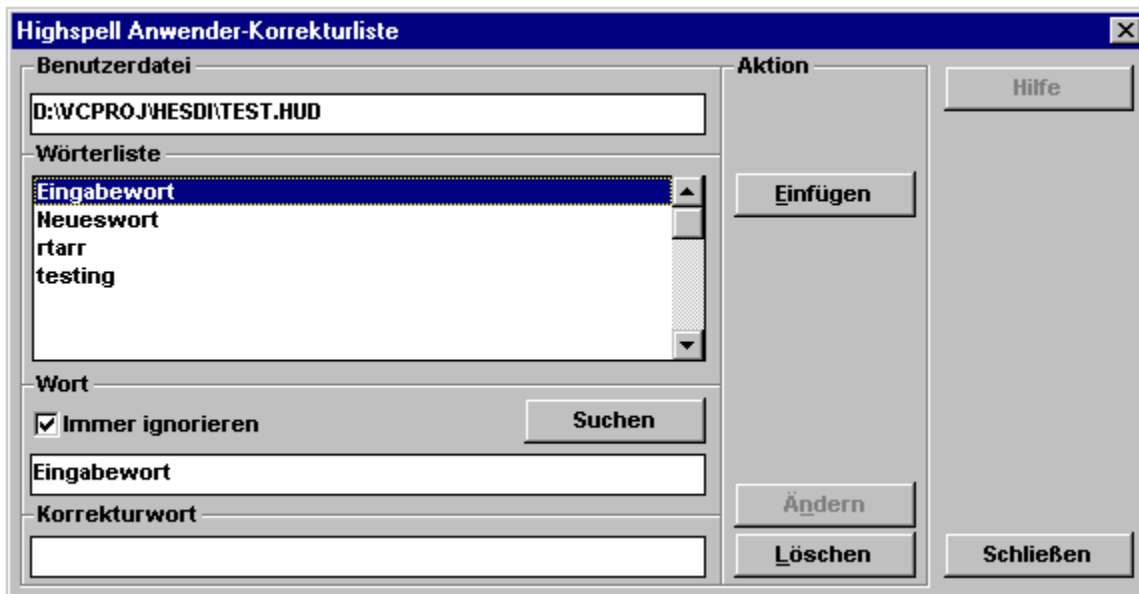 Highspell Anwender-Korrekturliste
Benutzerdatei
D:\VCPROJ\HESDI\TEST.HUD
Wörterliste
Eingabewort
Neueswort
rtarr
testing
Wort
Immer ignorieren
Suchen
Eingabewort
Korrekturwort
Aktion
Einfügen
Ändern
Löschen
Hilfe
Schließen